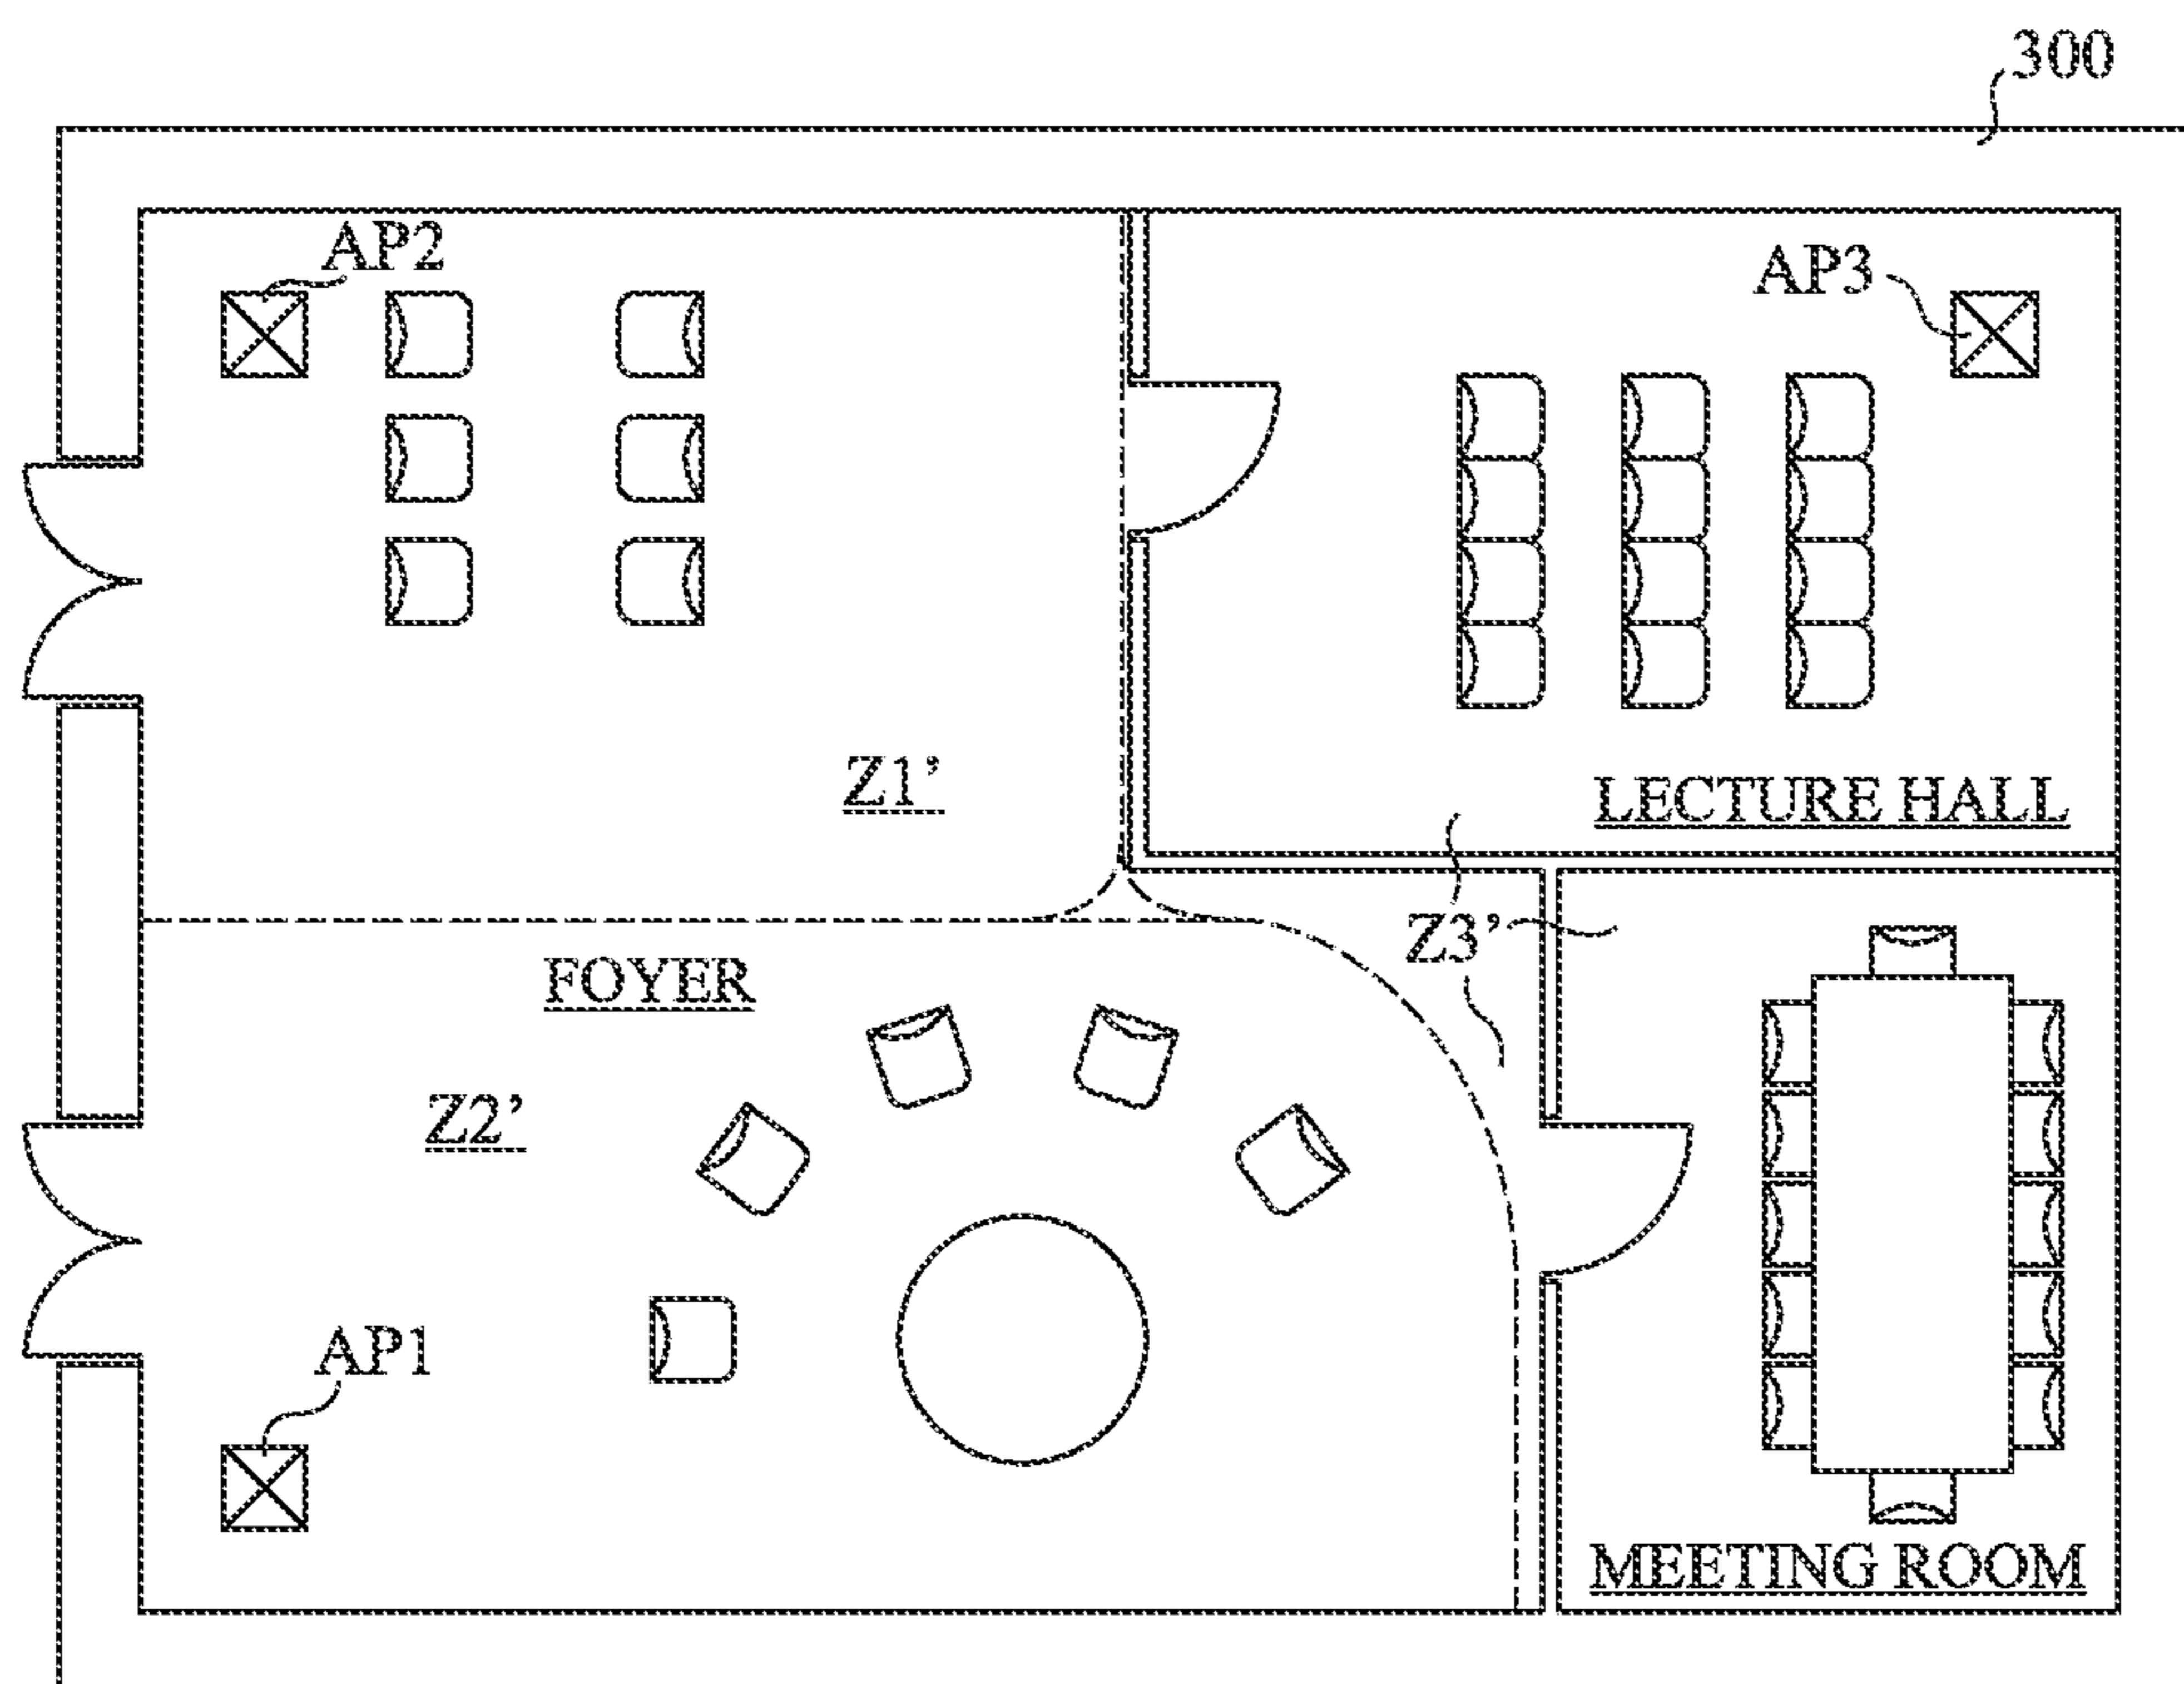 300
AP2
AP3
Z1’
LECTURE HALL
Z3’
FOYER
Z2’
AP1
MEETING ROOM